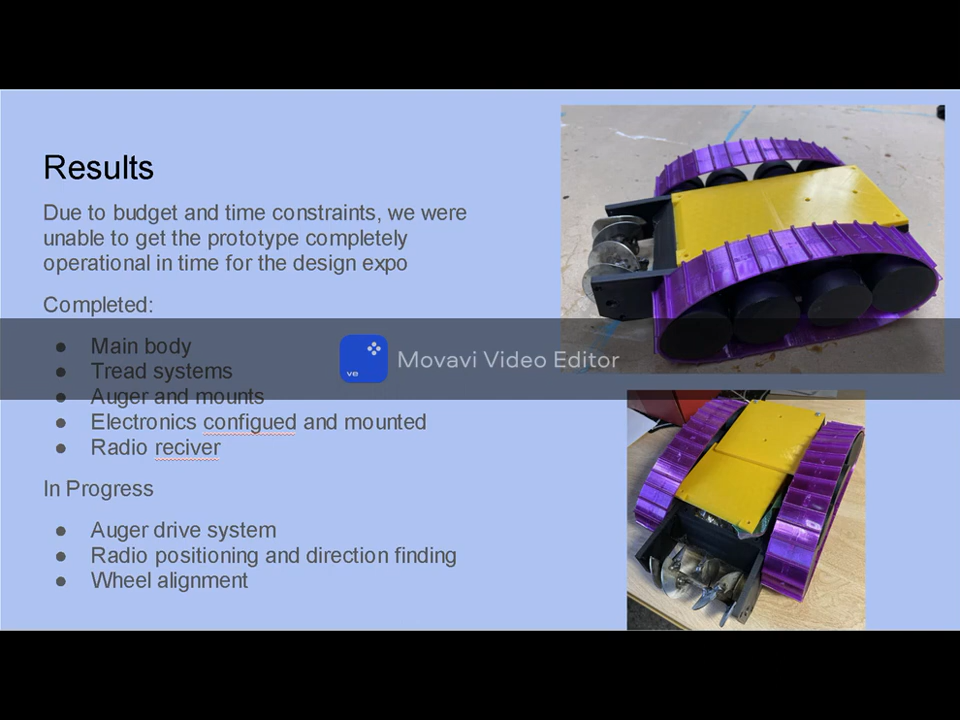 Results
Due to budget and time constraints, we were
unable to get the prototype completely
operational in time for the design expo
Completed:
● Main body
● Tread systems
● Auger and mounts
● Electronics configued and mounted
● Radio reciver
In Progress
● Auger drive system
● Radio positioning and direction finding
● Wheel alignment
ve
Movavi Video Editor